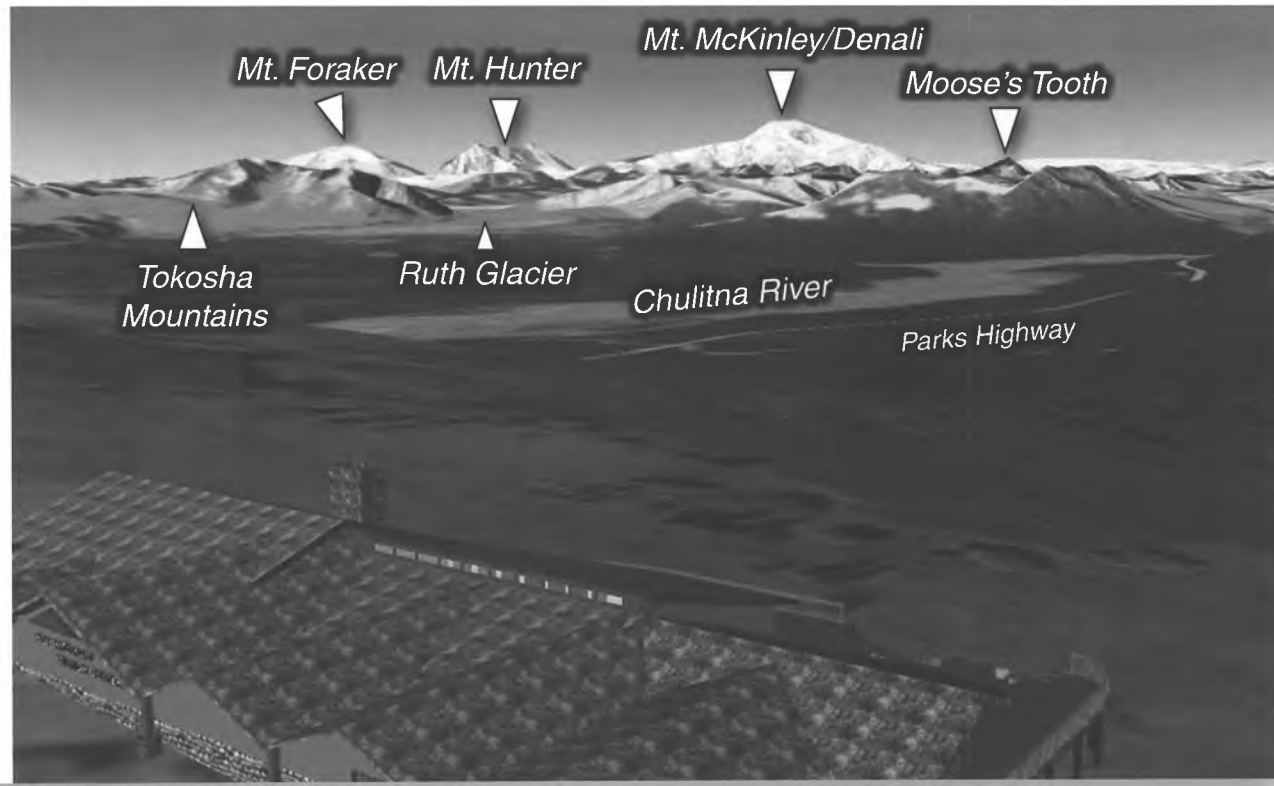 Mt. McKinley/Denali
Mt. Foraker
Mt. Hunter
Moose's Tooth
Tokosha
Mountains
Ruth Glacier
Chulitna River
Parks Highway